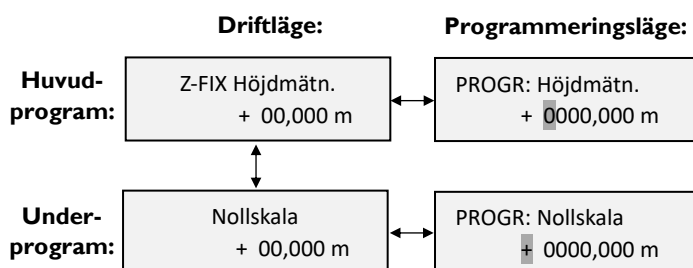 Driftläge:
Programmeringsläge:
Huvud-
program:
Z-FIX Höjdmätn.
+ 00,000 m
PROGR: Höjdmätn.
+ 0000,000 m
Under-
program:
Nollskala
+ 00,000 m
PROGR: Nollskala
+ 0000,000 m